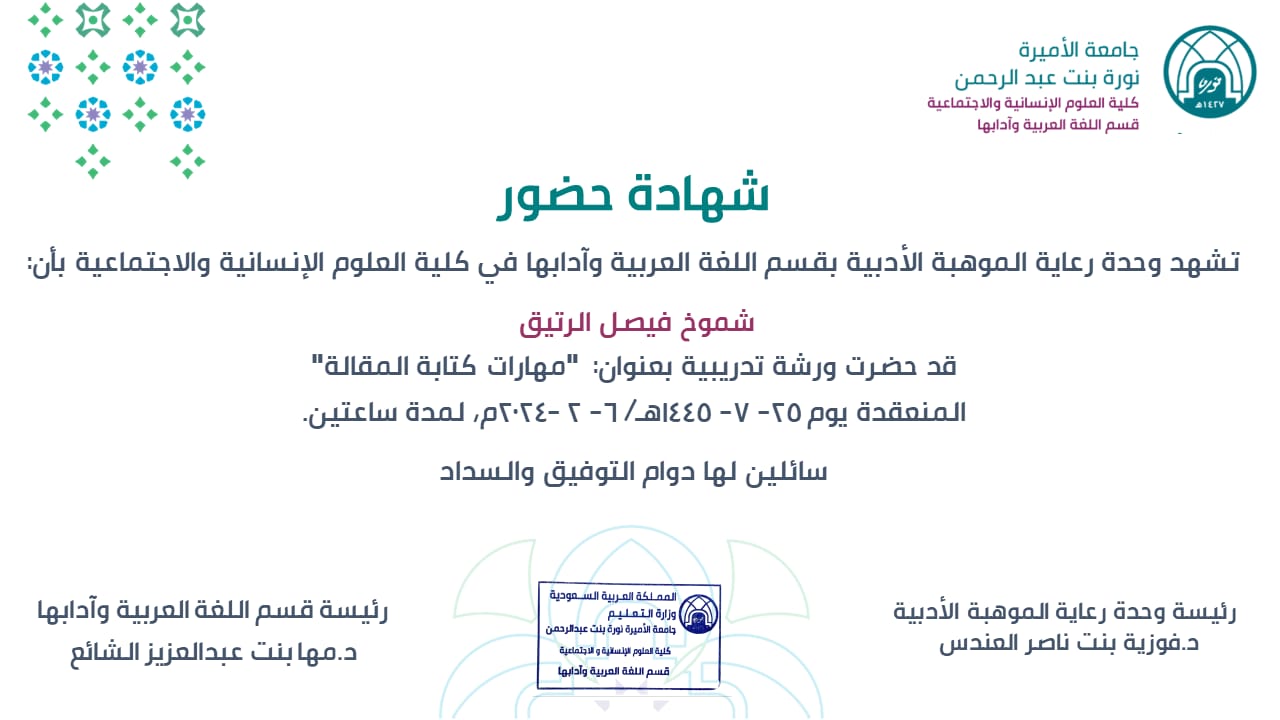 جامعة الأميرة
نورة بنت عبد الرحمن
كلية العلوم الإنسانية والاجتماعية
قسم اللغة العربية وآدابها
نورة
١٤٢٧هـ
شهادة حضور
تشهد وحدة رعاية الموهبة الأدبية بقسم اللغة العربية وآدابها في كلية العلوم الإنسانية والاجتماعية بأن:
شموخ فيصل الرتيق
قد حضرت ورشة تدريبية بعنوان: "مهارات كتابة المقالة"
المنعقدة يوم ٢٥- ٧- ١٤٤٥هـ/ ٦- ٢ -٢٠٢٤م، لمدة ساعتين.
سائلين لها دوام التوفيق والسداد
رئيسة وحدة رعاية الموهبة الأدبية
د.فوزية بنت ناصر العندس
المملكة العربية السعودية
وزارة التعليم
جامعة الأميرة نورة بنت عبدالرحمن
كلية العلوم الإنسانية و الاجتماعية
قسم اللغة العربية وآدابها
رئيسة قسم اللغة العربية وآدابها
د.مها بنت عبدالعزيز الشائع